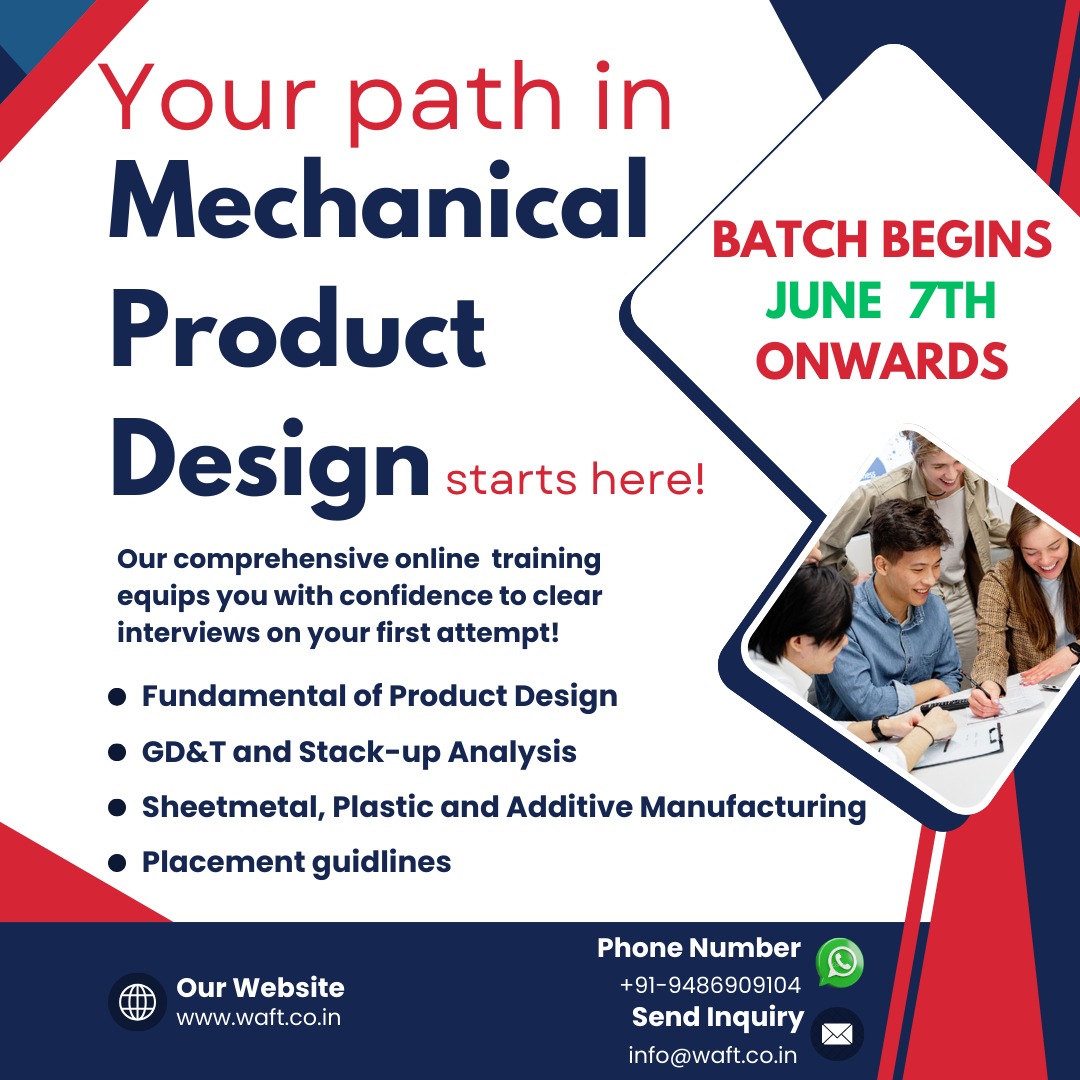 Your path in
Mechanical
Product
Design starts here!
BATCH BEGINS
JUNE 7TH
ONWARDS
Our comprehensive online training
equips you with confidence to clear
interviews on your first attempt!
Fundamental of Product Design
GD&T and Stack-up Analysis
Sheetmetal, Plastic and Additive Manufacturing
Placement guidlines
Our Website
www.waft.co.in
Phone Number
+91-9486909104
Send Inquiry
info@waft.co.in